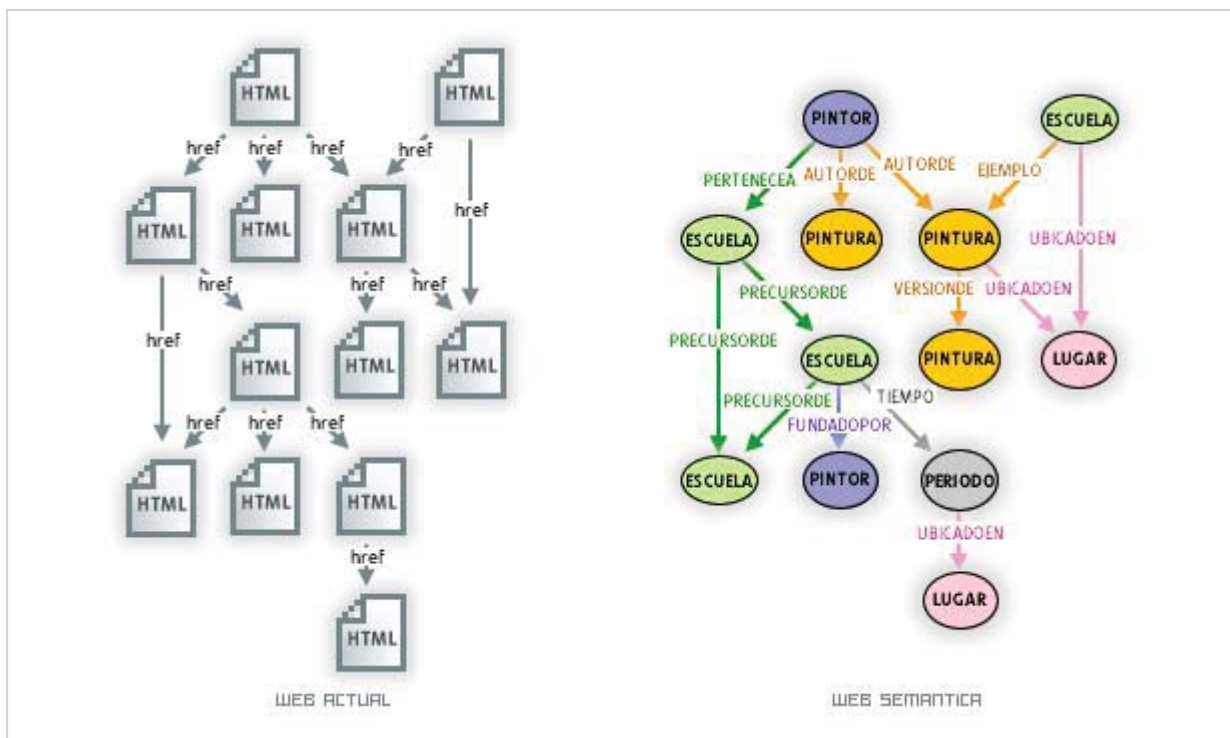 HTML
HTML
href
href
href
href
HTML
HTML
HTML
href
href
href
href
href
HTML
HTML
HTML
href
href
href
HTML
HTML
HTML
href
HTML
WEB ACTUAL
PINTOR
ESCUELA
PERTENECEA
AUTORDE
AUTORDE
EJEMPLO
ESCUELA
PINTURA
PINTURA
UBICADOEN
PRECURSORDE
VERSIONDE
UBICADOEN
PRECURSORDE
ESCUELA
PINTURA
LUGAR
PRECURSORDE
FUNDADOPOR
TIEMPO
ESCUELA
PINTOR
PERIODO
UBICADOEN
LUGAR
WEB SEMANTICA